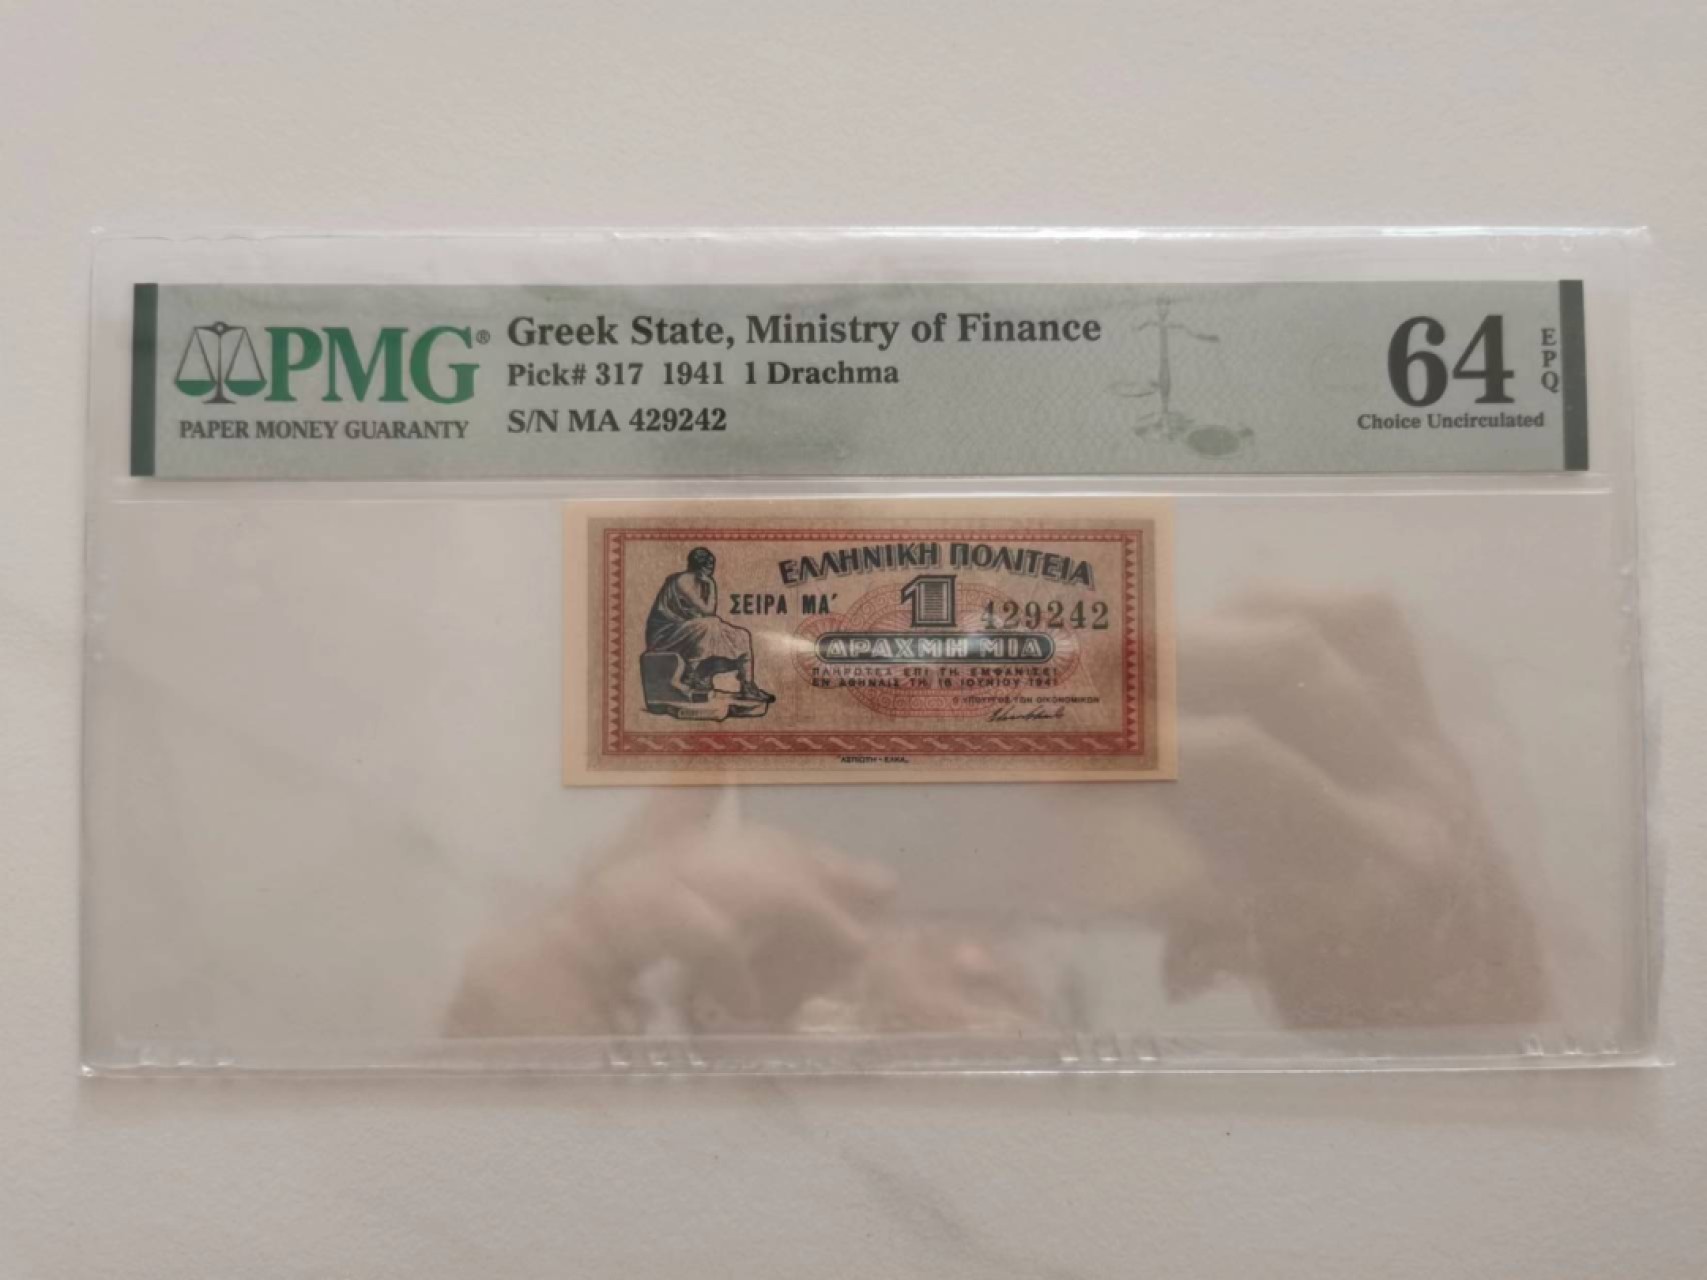 PMG®
PAPER MONEY GUARANTY
Greek State, Ministry of Finance
Pick# 317 1941 1 Drachma
S/N MA 429242
64
EPQ
Choice Uncirculated
ΕΛΛΗΝΙΚΗ ΠΟΛΙΤΕΙΑ
ΣΕΙΡΑ ΜΑ΄
1
429242
ΔΡΑΧΜΗ ΜΙΑ
ΠΛΗΡΩΤΕΑ ΕΠΙ ΤΗ ΕΜΦΑΝΙΣΕΙ
ΕΝ ΑΘΗΝΑΙΣ ΤΗ 18 ΙΟΥΝΙΟΥ 1941
Ο ΥΠΟΥΡΓΟΣ ΤΩΝ ΟΙΚΟΝΟΜΙΚΩΝ
"ΑΣΠΙΩΤΗ-ΕΛΚΑ"